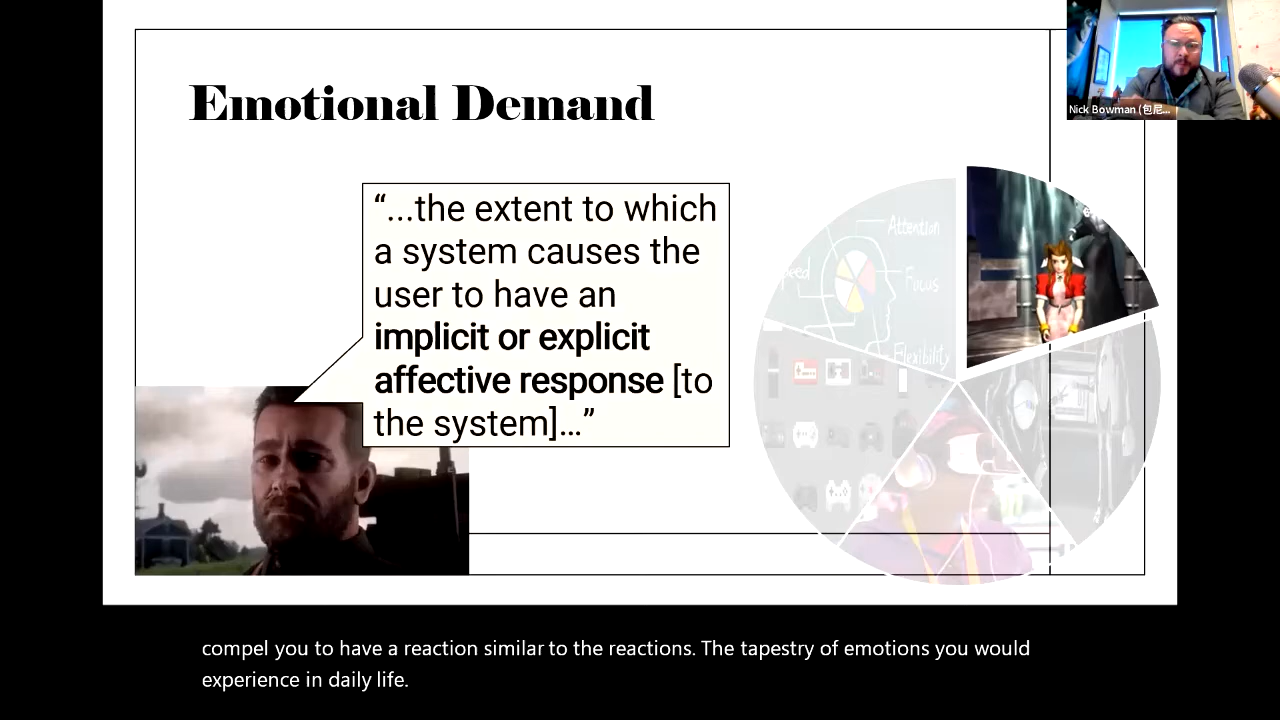 Emotional Demand
Nick Bowman (包尼...
“...the extent to which
a system causes the
user to have an
implicit or explicit
affective response [to
the system]...”
Attention
Focus
Flexibility
compel you to have a reaction similar to the reactions. The tapestry of emotions you would
experience in daily life.